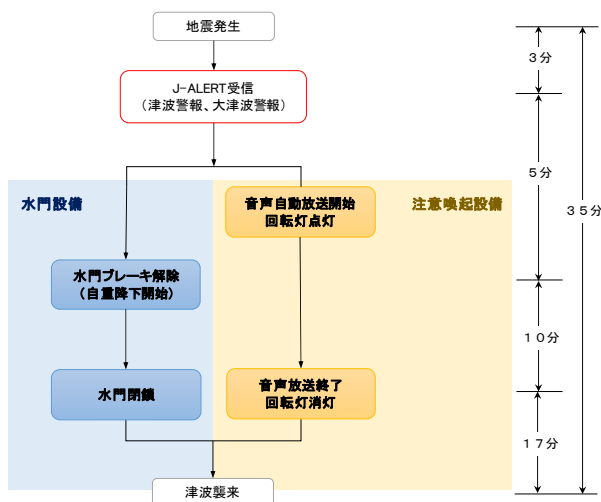 地震発生
3分
J-ALERT受信
(津波警報、大津波警報)
5分
35分
水門設備
音声自動放送開始
回転灯点灯
注意喚起設備
水門ブレーキ解除
(自重降下開始)
10分
水門閉鎖
音声放送終了
回転灯消灯
17分
津波襲来